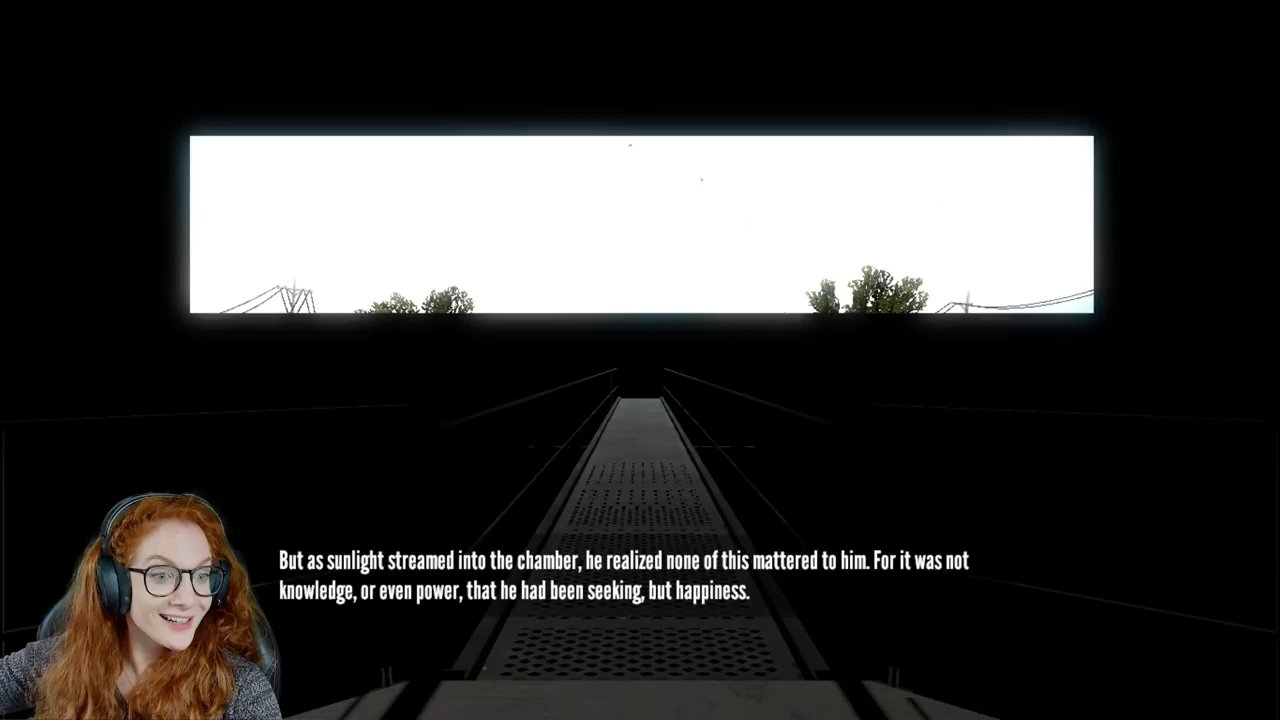 But as sunlight streamed into the chamber, he realized none of this mattered to him. For it was not
knowledge, or even power, that he had been seeking, but happiness.